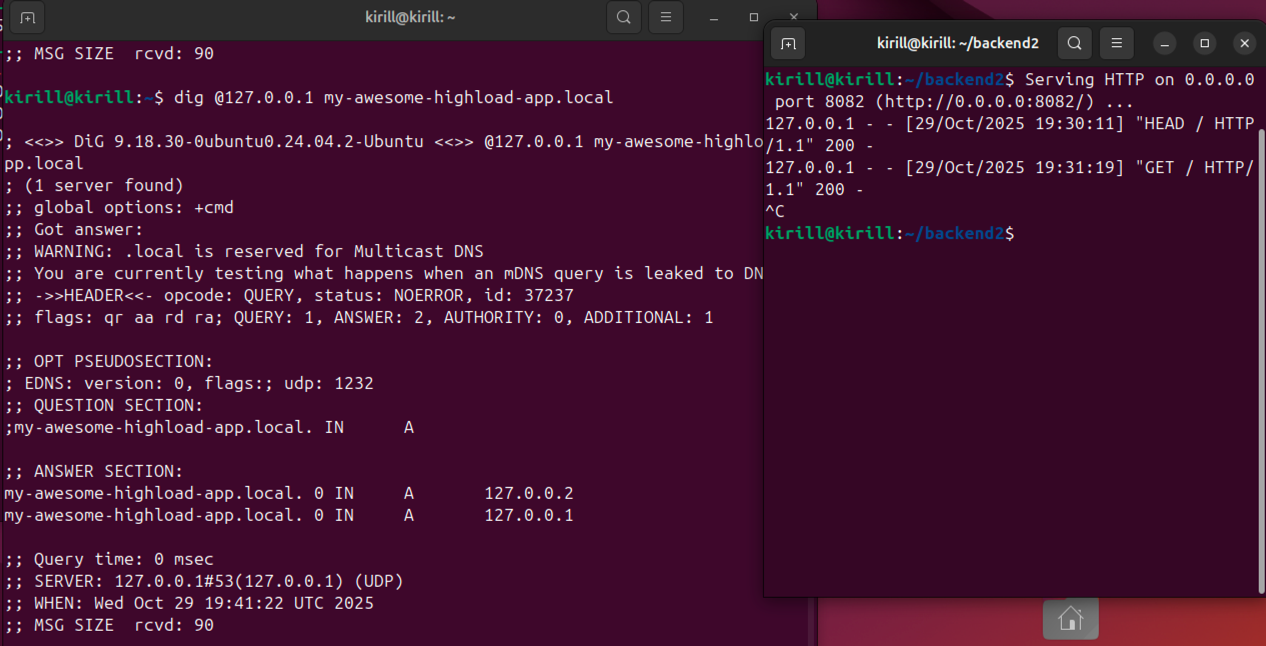 kirill@kirill: ~
;; MSG SIZE  rcvd: 90
kirill@kirill:~$ dig @127.0.0.1 my-awesome-highload-app.local
; <<>> DiG 9.18.30-0ubuntu0.24.04.2-Ubuntu <<>> @127.0.0.1 my-awesome-highlo
pp.local
; (1 server found)
;; global options: +cmd
;; Got answer:
;; WARNING: .local is reserved for Multicast DNS
;; You are currently testing what happens when an mDNS query is leaked to DN
;; ->>HEADER<<- opcode: QUERY, status: NOERROR, id: 37237
;; flags: qr aa rd ra; QUERY: 1, ANSWER: 2, AUTHORITY: 0, ADDITIONAL: 1
;; OPT PSEUDOSECTION:
; EDNS: version: 0, flags:; udp: 1232
;; QUESTION SECTION:
;my-awesome-highload-app.local. IN      A
;; ANSWER SECTION:
my-awesome-highload-app.local. 0 IN     A       127.0.0.2
my-awesome-highload-app.local. 0 IN     A       127.0.0.1
;; Query time: 0 msec
;; SERVER: 127.0.0.1#53(127.0.0.1) (UDP)
;; WHEN: Wed Oct 29 19:41:22 UTC 2025
;; MSG SIZE  rcvd: 90
kirill@kirill: ~/backend2
kirill@kirill:~/backend2$ Serving HTTP on 0.0.0.0
 port 8082 (http://0.0.0.0:8082/) ...
127.0.0.1 - - [29/Oct/2025 19:30:11] "HEAD / HTTP
/1.1" 200 -
127.0.0.1 - - [29/Oct/2025 19:31:19] "GET / HTTP/
1.1" 200 -
^C
kirill@kirill:~/backend2$